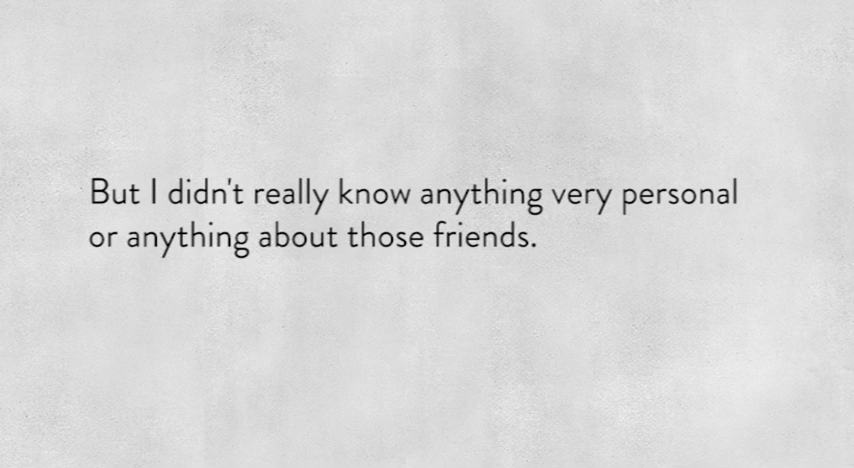 But I didn't really know anything very personal
or anything about those friends.